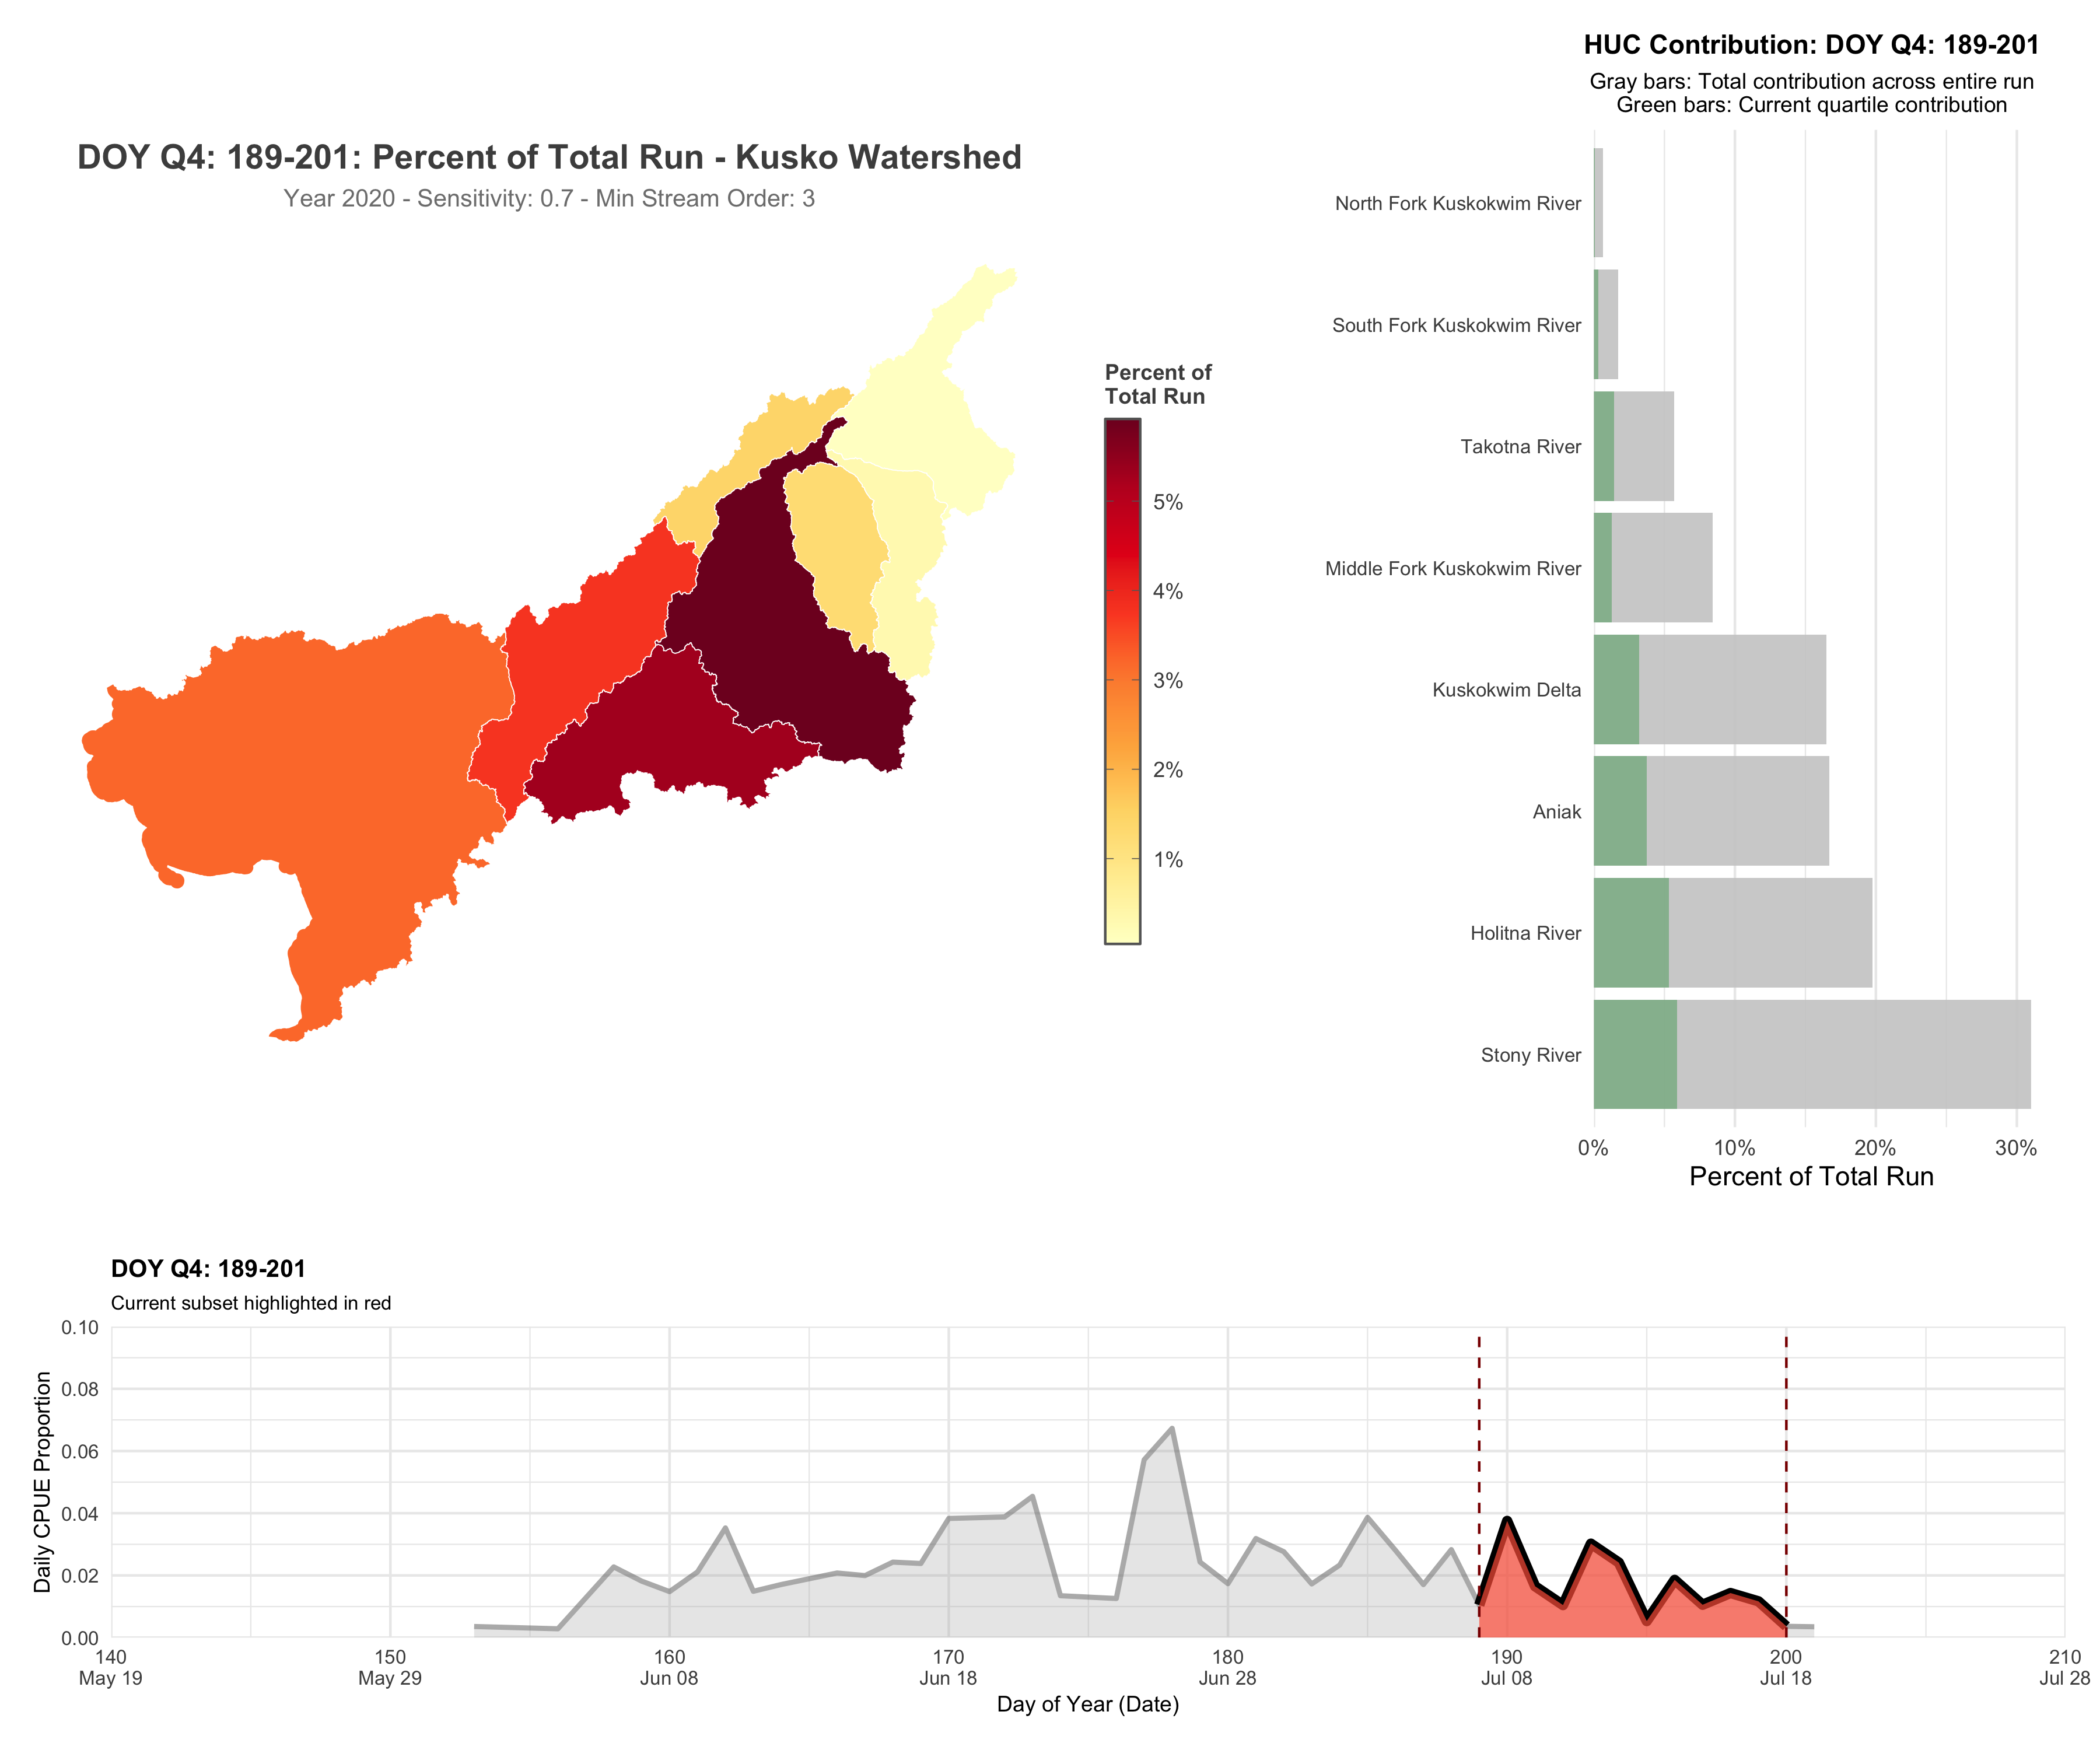 HUC Contribution: DOY Q4: 189-201
Gray bars: Total contribution across entire run
Green bars: Current quartile contribution
DOY Q4: 189-201: Percent of Total Run - Kusko Watershed
Year 2020 - Sensitivity: 0.7 - Min Stream Order: 3
Percent of
Total Run
5%
4%
3%
2%
1%
North Fork Kuskokwim River
South Fork Kuskokwim River
Takotna River
Middle Fork Kuskokwim River
Kuskokwim Delta
Aniak
Holitna River
Stony River
0% 10% 20% 30%
Percent of Total Run
DOY Q4: 189-201
Current subset highlighted in red
Daily CPUE Proportion
0.10
0.08
0.06
0.04
0.02
0.00
140 150 160 170 180 190 200 210
May 19 May 29 Jun 08 Jun 18 Jun 28 Jul 08 Jul 18 Jul 28
Day of Year (Date)